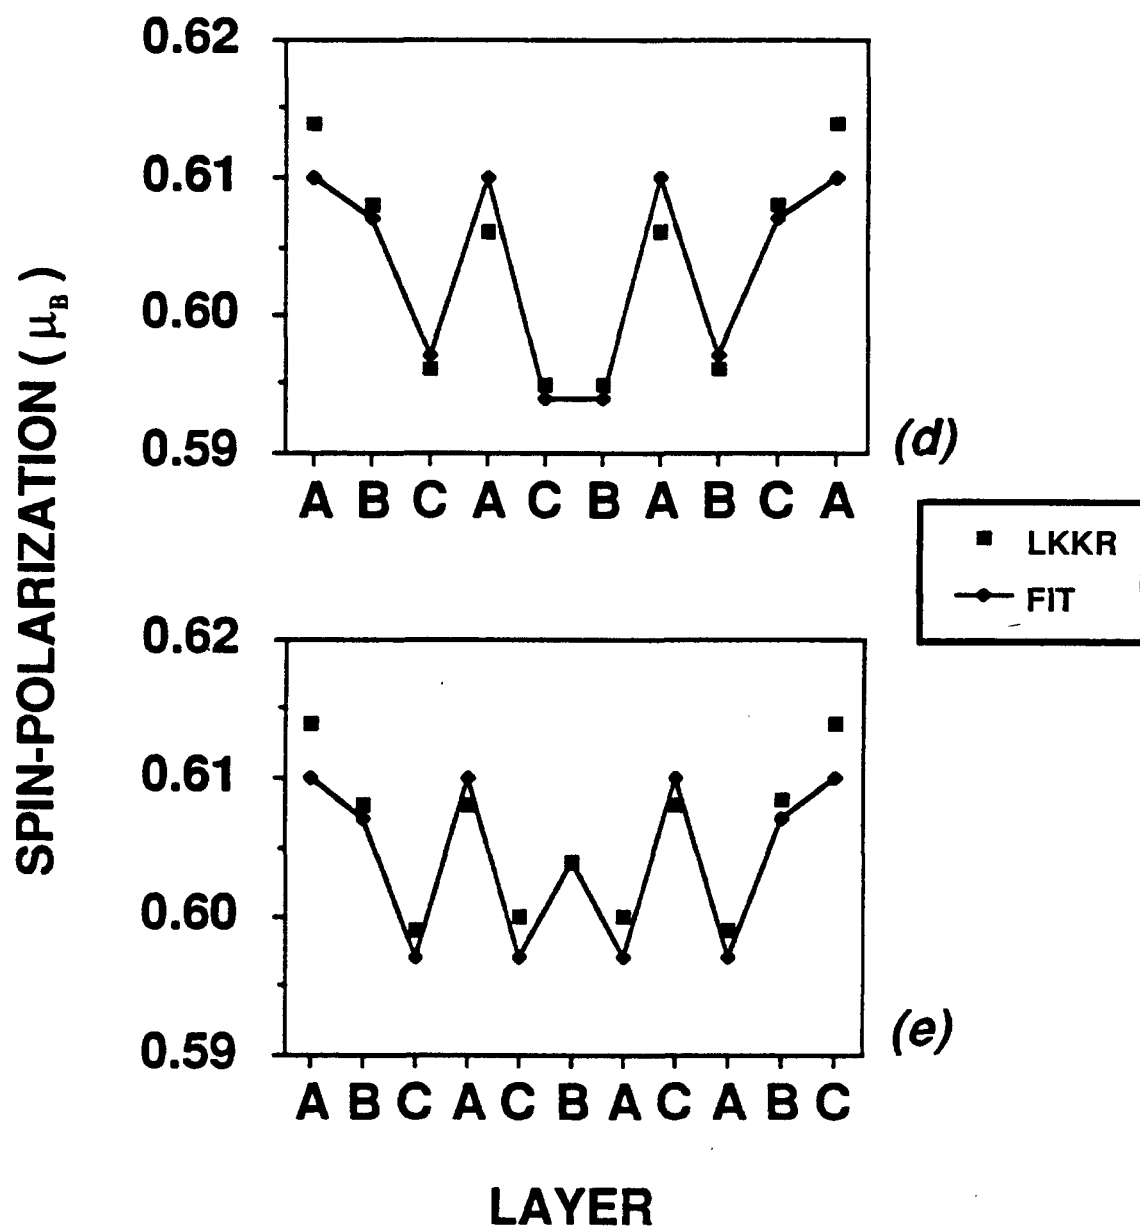 SPIN-POLARIZATION (μB)
0.62
0.61
0.60
0.59
A B C A C B A B C A
(d)
LKKR
FIT
0.62
0.61
0.60
0.59
A B C A C B A C A B C
(e)
LAYER